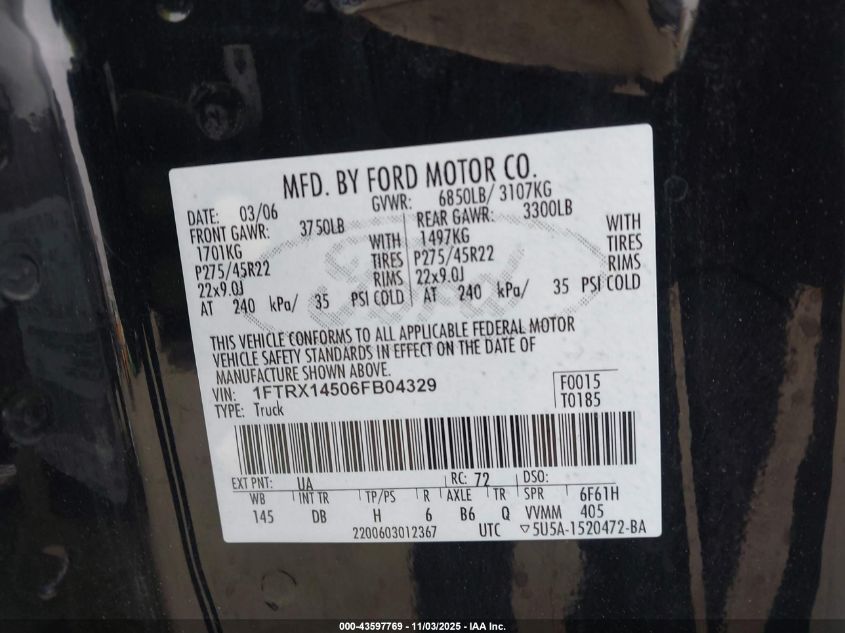 MFD. BY FORD MOTOR CO.
DATE: 03/06 GVWR: 6850LB/ 3107KG
FRONT GAWR: 3750LB REAR GAWR: 3300LB
1701KG WITH 1497KG WITH
P275/45R22 TIRES P275/45R22 TIRES
22x9.0J RIMS 22x9.0J RIMS
AT 240 kPa/ 35 PSI COLD AT 240 kPa/ 35 PSI COLD
Ford
THIS VEHICLE CONFORMS TO ALL APPLICABLE FEDERAL MOTOR
VEHICLE SAFETY STANDARDS IN EFFECT ON THE DATE OF
MANUFACTURE SHOWN ABOVE.
VIN: 1FTRX14506FB04329 F0015
TYPE: Truck T0185
EXT PNT: UA RC: 72 DSO:
WB INT TR TP/PS R AXLE TR SPR 6F61H
145 DB H 6 B6 Q VVMM 405
2200603012367 UTC ▽5U5A-1520472-BA
000-43597769 - 11/03/2025 - IAA Inc.